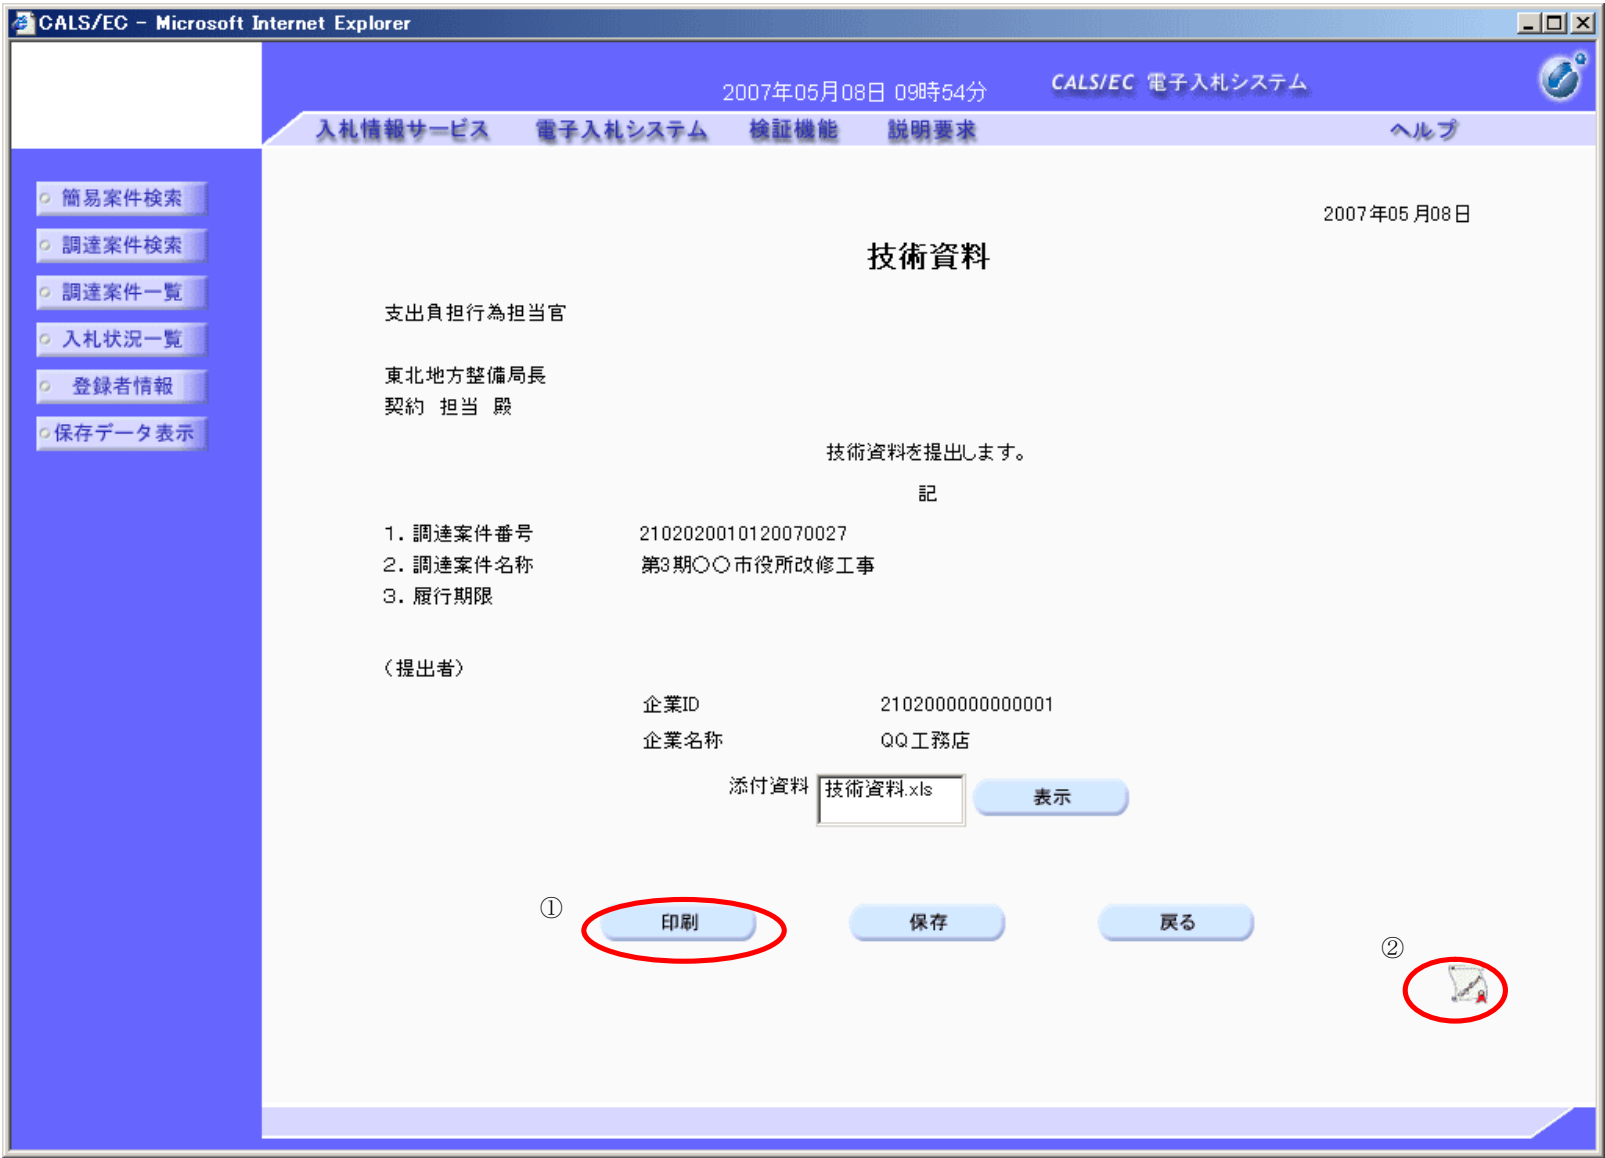 CALS/EC - Microsoft Internet Explorer
2007年05月08日 09時54分
CALS/EC 電子入札システム
入札情報サービス 電子入札システム 検証機能 説明要求 ヘルプ
簡易案件検索
調達案件検索
調達案件一覧
入札状況一覧
登録者情報
保存データ表示
2007年05月08日
技術資料
支出負担行為担当官
東北地方整備局長
契約 担当 殿
技術資料を提出します。
記
1. 調達案件番号 2102020010120070027
2. 調達案件名称 第3期〇〇市役所改修工事
3. 履行期限
(提出者)
企業ID 2102000000000001
企業名称 QQ工務店
添付資料 技術資料.xls 表示
① 印刷 保存 戻る
②